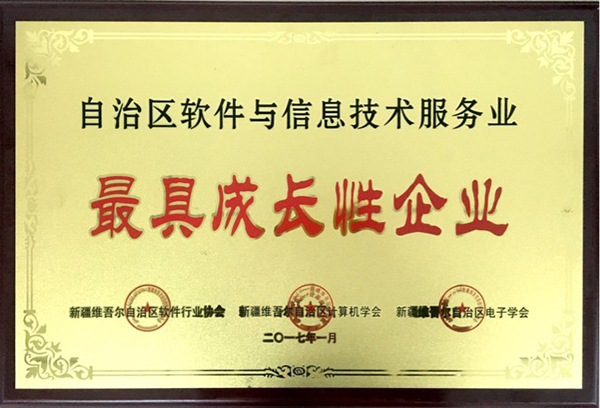 自治区软件与信息技术服务业
最具成长性企业
新疆维吾尔自治区软件行业协会 新疆维吾尔自治区计算机学会 新疆维吾尔自治区电子学会
二〇一七年一月